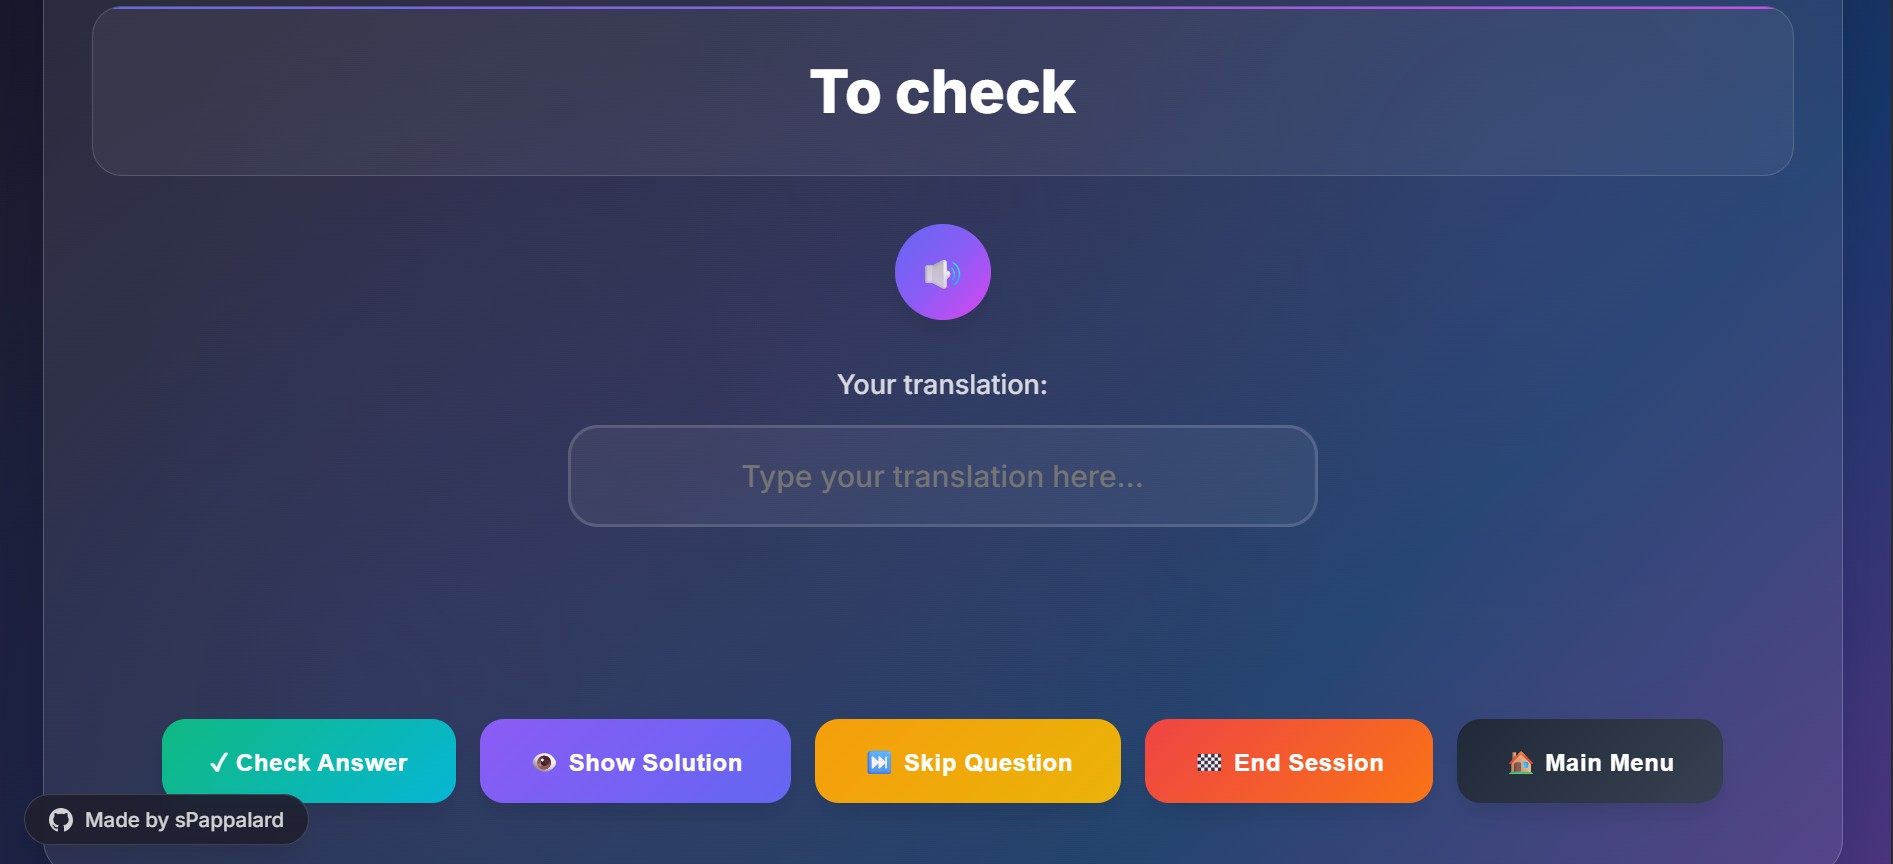 To check
Your translation:
Type your translation here...
✓ Check Answer
Show Solution
Skip Question
End Session
Main Menu
Made by sPappalard